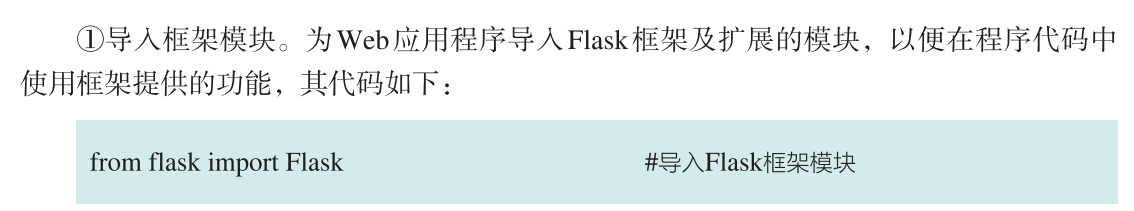 ①导入框架模块。为Web应用程序导入Flask框架及扩展的模块，以便在程序代码中
使用框架提供的功能，其代码如下：
from flask import Flask #导入Flask框架模块